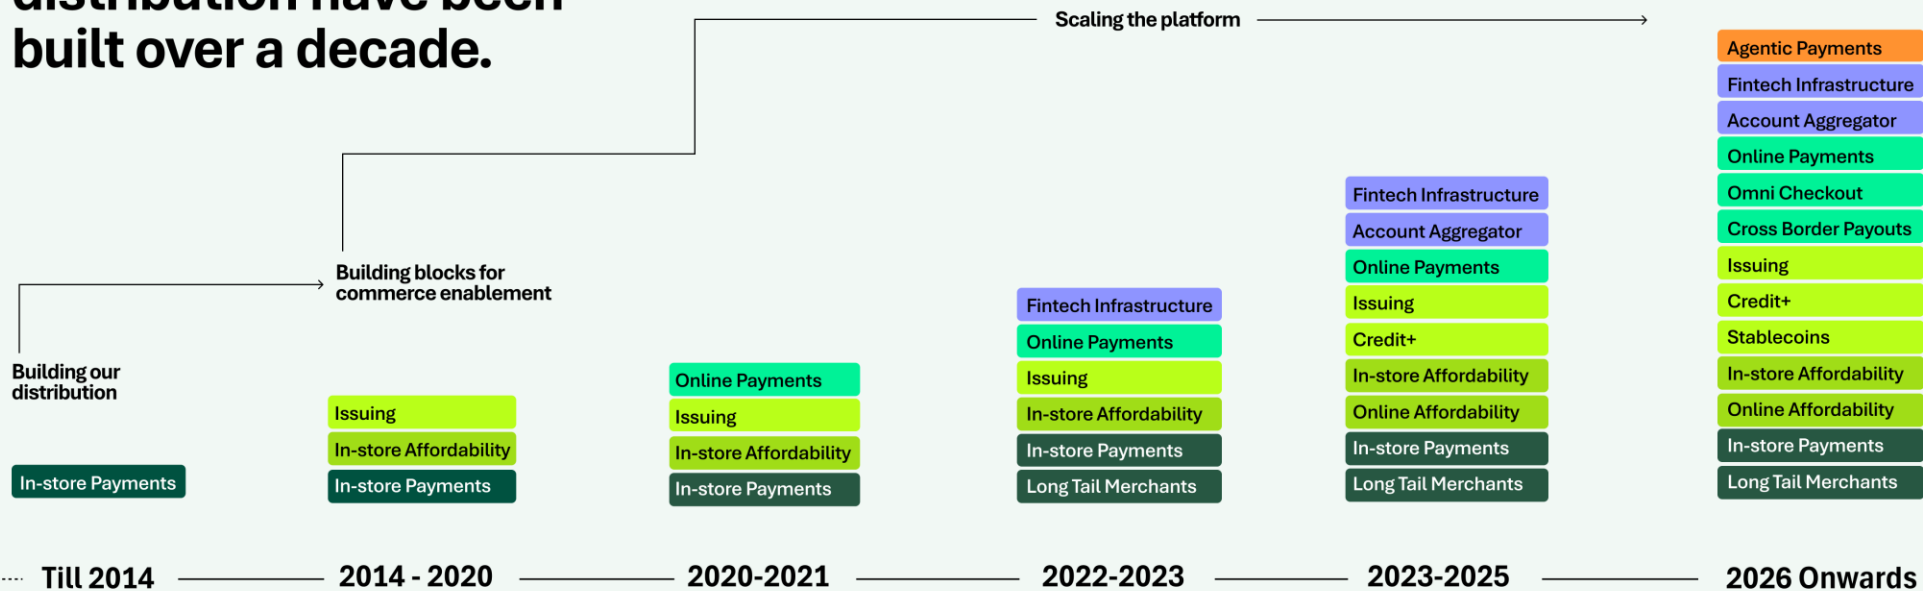 distribution have been
built over a decade.
Scaling the platform
Building blocks for
commerce enablement
Building our
distribution
In-store Payments
Issuing
In-store Affordability
In-store Payments
Online Payments
Issuing
In-store Affordability
In-store Payments
Fintech Infrastructure
Online Payments
Issuing
In-store Affordability
In-store Payments
Long Tail Merchants
Fintech Infrastructure
Account Aggregator
Online Payments
Issuing
Credit+
In-store Affordability
Online Affordability
In-store Payments
Long Tail Merchants
Agentic Payments
Fintech Infrastructure
Account Aggregator
Online Payments
Omni Checkout
Cross Border Payouts
Issuing
Credit+
Stablecoins
In-store Affordability
Online Affordability
In-store Payments
Long Tail Merchants
Till 2014
2014 - 2020
2020-2021
2022-2023
2023-2025
2026 Onwards